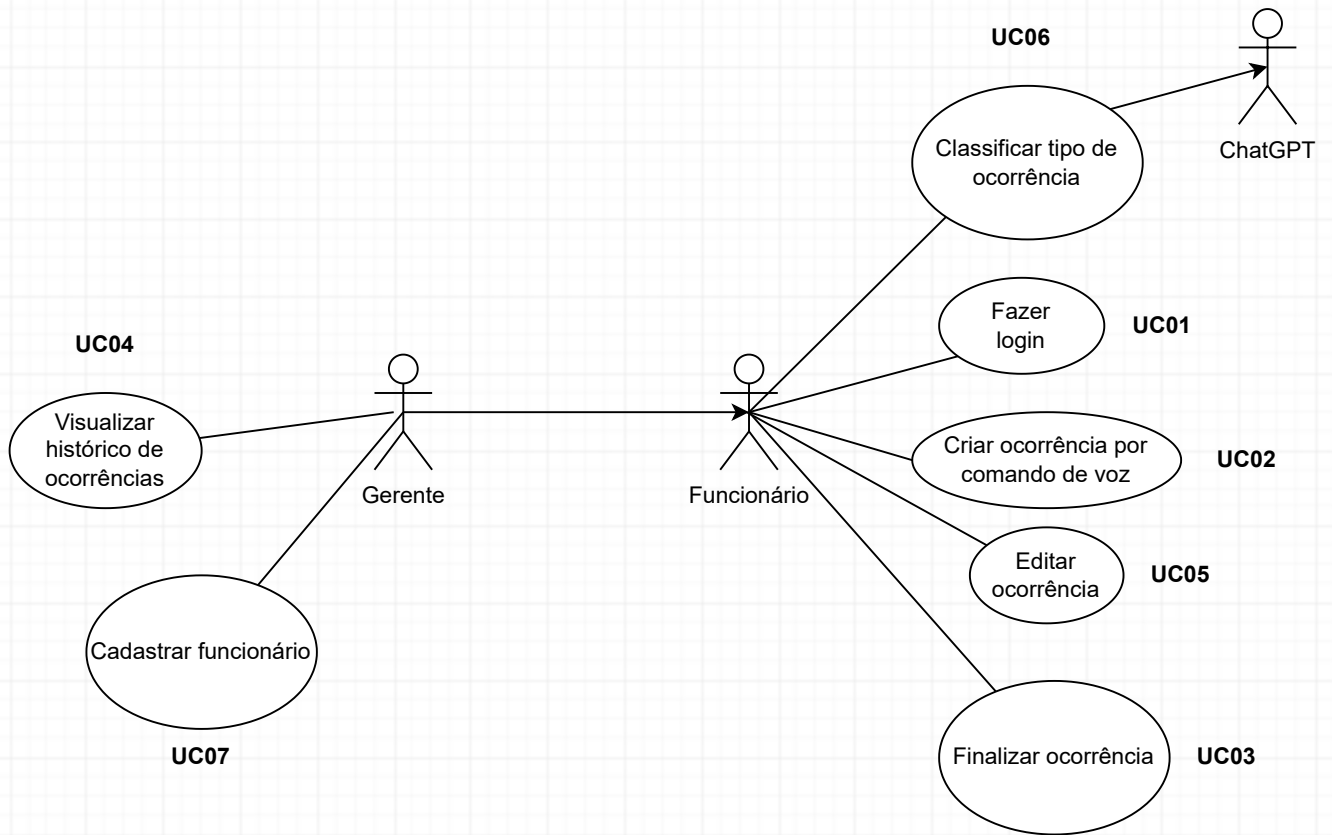 UC06
Classificar tipo de
ocorrência
ChatGPT
Fazer
login
UC01
UC04
Visualizar
histórico de
ocorrências
Gerente
Funcionário
Criar ocorrência por
comando de voz
UC02
Editar
ocorrência
UC05
Cadastrar funcionário
UC07
Finalizar ocorrência
UC03